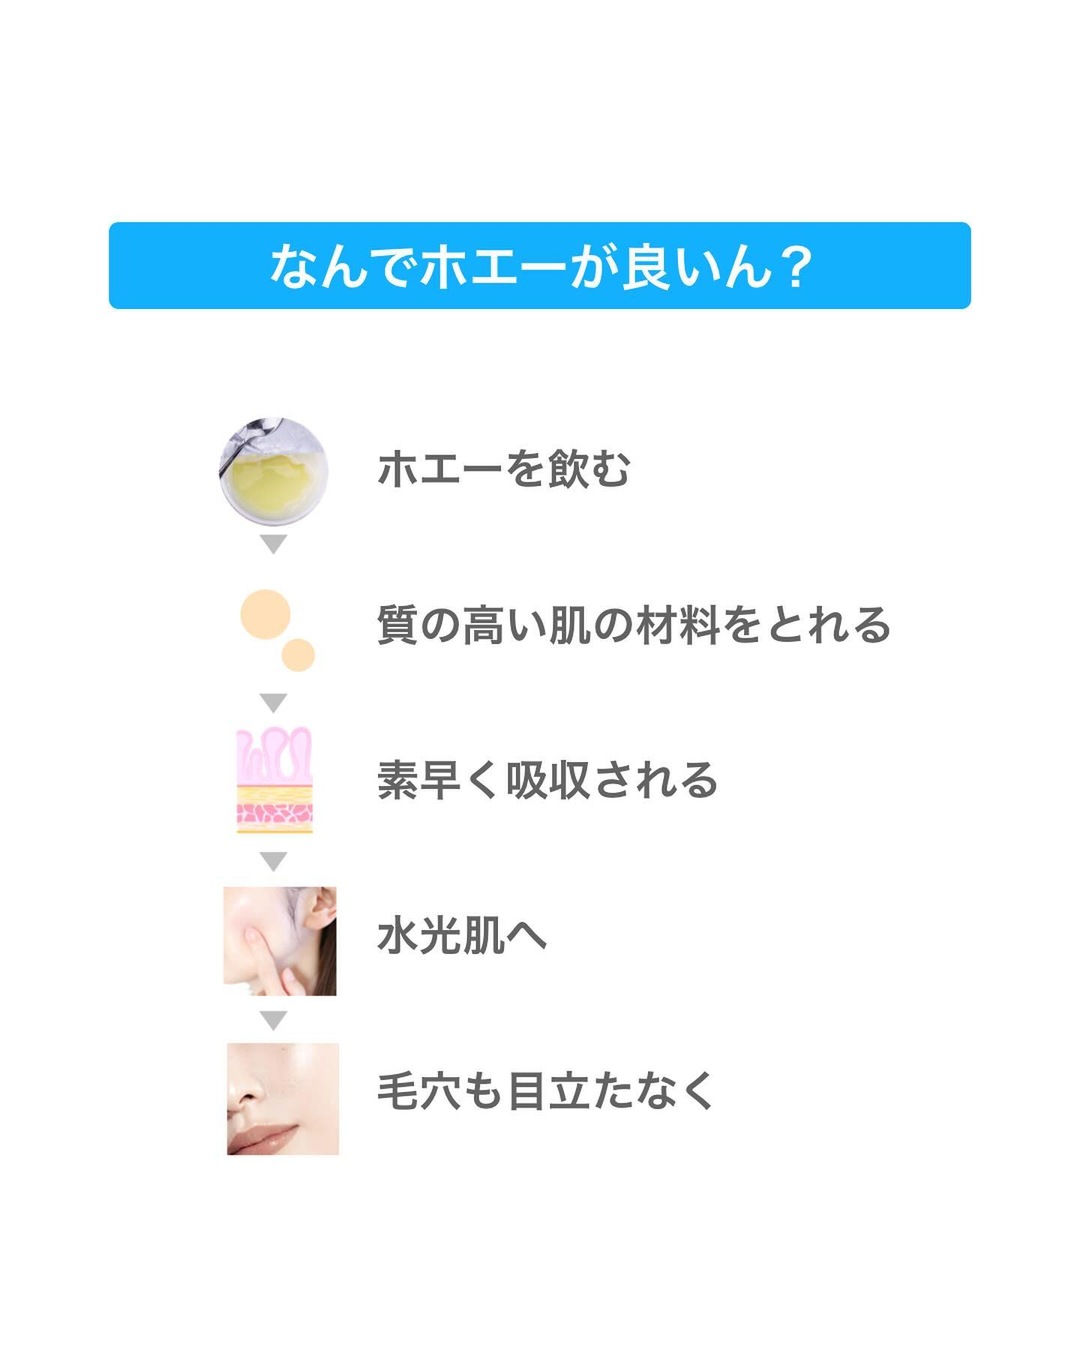 なんでホエーが良いん？
ホエーを飲む
質の高い肌の材料をとれる
素早く吸収される
水光肌へ
毛穴も目立たなく